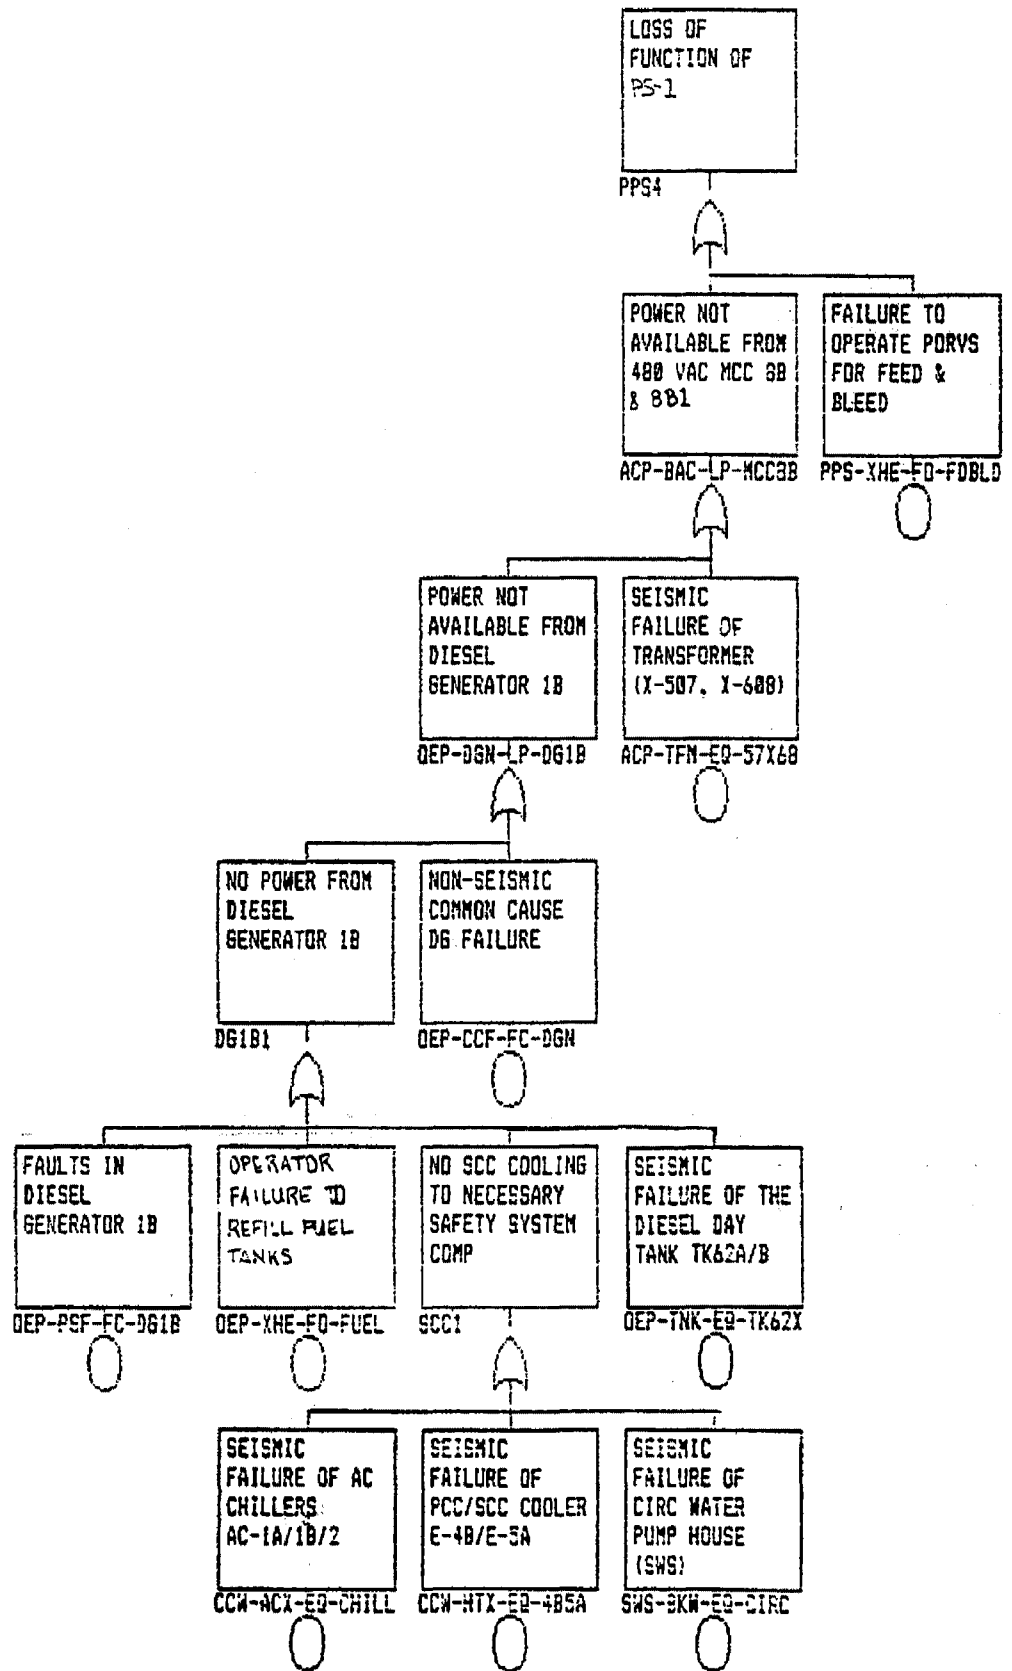 LOSS OF
FUNCTION OF
PS-1
PPS4
POWER NOT
AVAILABLE FROM
480 VAC MCC 8B
& 8B1
ACP-BAC-LP-MCC8B
FAILURE TO
OPERATE PORVS
FOR FEED &
BLEED
PPS-XHE-FO-FDBLD
POWER NOT
AVAILABLE FROM
DIESEL
GENERATOR 1B
OEP-DGN-LP-DG1B
SEISMIC
FAILURE OF
TRANSFORMER
(X-507, X-608)
ACP-TFM-EQ-57X68
NO POWER FROM
DIESEL
GENERATOR 1B
DG1B1
NON-SEISMIC
COMMON CAUSE
DG FAILURE
OEP-CCF-FC-DGN
FAULTS IN
DIESEL
GENERATOR 1B
OEP-PSF-FC-DG1B
OPERATOR
FAILURE TO
REFILL FUEL
TANKS
OEP-XHE-FO-FUEL
NO SCC COOLING
TO NECESSARY
SAFETY SYSTEM
COMP
SCC1
SEISMIC
FAILURE OF THE
DIESEL DAY
TANK TK62A/B
OEP-TNK-EQ-TK62X
SEISMIC
FAILURE OF AC
CHILLERS
AC-1A/1B/2
CCW-ACX-EQ-CHILL
SEISMIC
FAILURE OF
PCC/SCC COOLER
E-4B/E-5A
CCW-HTX-EQ-4B5A
SEISMIC
FAILURE OF
CIRC WATER
PUMP HOUSE
(SWS)
SWS-BKW-EQ-CIRC